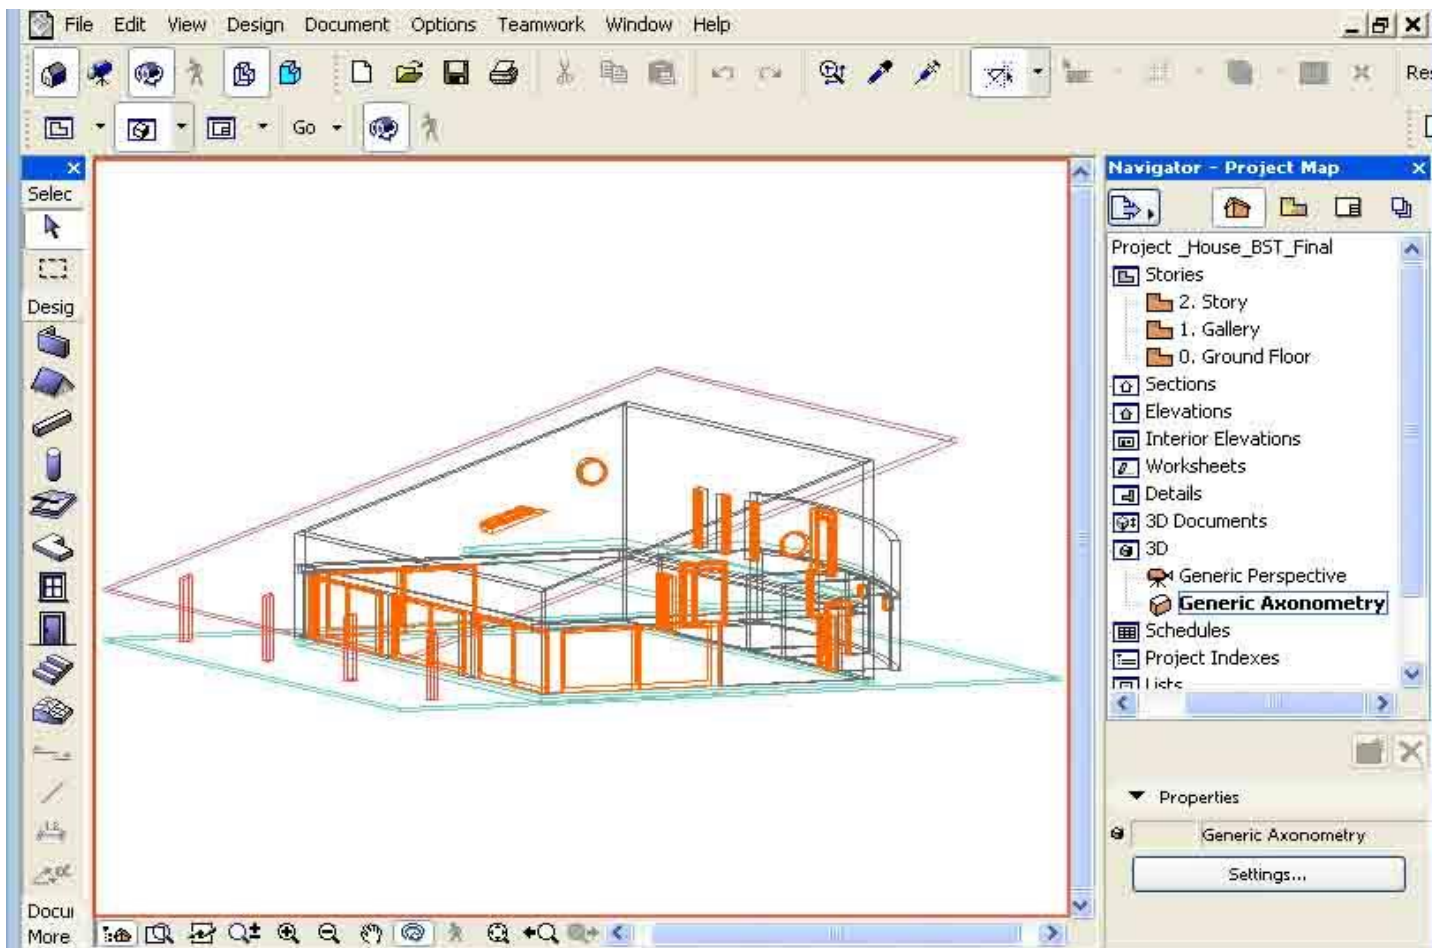 File Edit View Design Document Options Teamwork Window Help
Res
Go
Selec
Desig
Docui
More
Navigator - Project Map
Project _House_BST_Final
Stories
2. Story
1. Gallery
0. Ground Floor
Sections
Elevations
Interior Elevations
Worksheets
Details
3D Documents
3D
Generic Perspective
Generic Axonometry
Schedules
Project Indexes
Lists
Properties
Generic Axonometry
Settings...